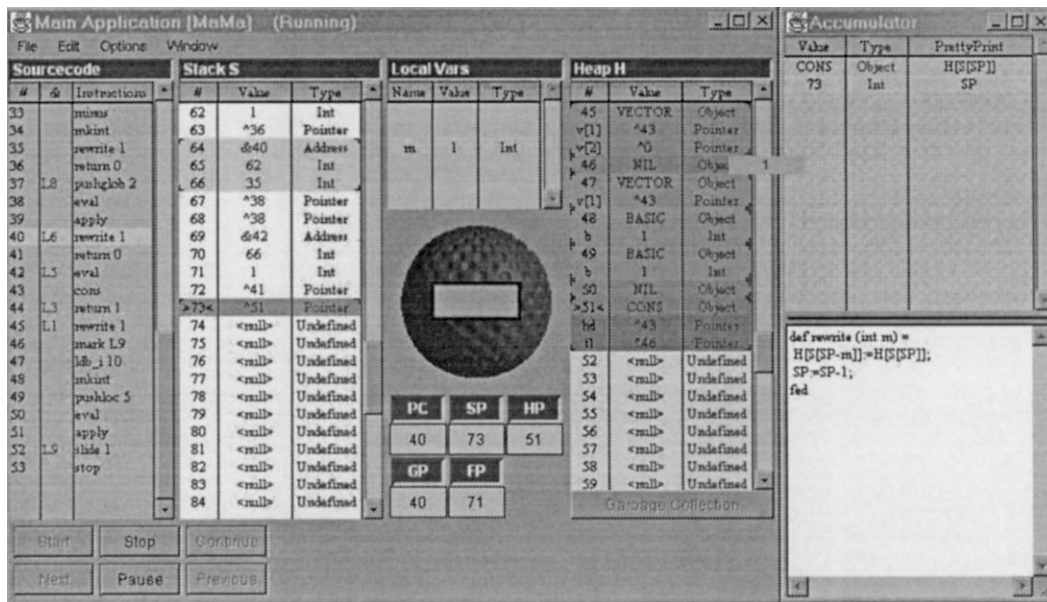 Main Application [MaMa] (Running)
File Edit Options Window
Sourcecode
# & Instructions
33 minus
34 mkint
35 rewrite 1
36 return 0
37 L8 pushglob 2
38 eval
39 apply
40 L6 rewrite 1
41 return 0
42 L5 eval
43 cons
44 L3 return 1
45 L1 rewrite 1
46 mark L9
47 ldb_i 10
48 mkint
49 pushloc 5
50 eval
51 apply
52 L9 slide 1
53 stop
Stack S
# Value Type
62 1 Int
63 ^36 Pointer
64 &40 Address
65 62 Int
66 35 Int
67 ^38 Pointer
68 ^38 Pointer
69 &42 Address
70 66 Int
71 1 Int
72 ^41 Pointer
>73< ^51 Pointer
74 <null> Undefined
75 <null> Undefined
76 <null> Undefined
77 <null> Undefined
78 <null> Undefined
79 <null> Undefined
80 <null> Undefined
81 <null> Undefined
82 <null> Undefined
83 <null> Undefined
84 <null> Undefined
Local Vars
Name Value Type
m 1 Int
PC SP HP
40 73 51
GP FP
40 71
Heap H
# Value Type
45 VECTOR Object
v[1] ^43 Pointer
v[2] ^0 Pointer
46 NIL Objec 1
47 VECTOR Object
v[1] ^43 Pointer
48 BASIC Object
b 1 Int
49 BASIC Object
b 1 Int
50 NIL Object
>51< CONS Object
hd ^43 Pointer
tl ^46 Pointer
52 <null> Undefined
53 <null> Undefined
54 <null> Undefined
55 <null> Undefined
56 <null> Undefined
57 <null> Undefined
58 <null> Undefined
59 <null> Undefined
Garbage Collection
Start Stop Continue
Next Pause Previous
Accumulator
Value Type PrettyPrint
CONS Object H[S[SP]]
73 Int SP
def rewrite (int m) =
H[S[SP-m]]:=H[S[SP]];
SP:=SP-1;
fed